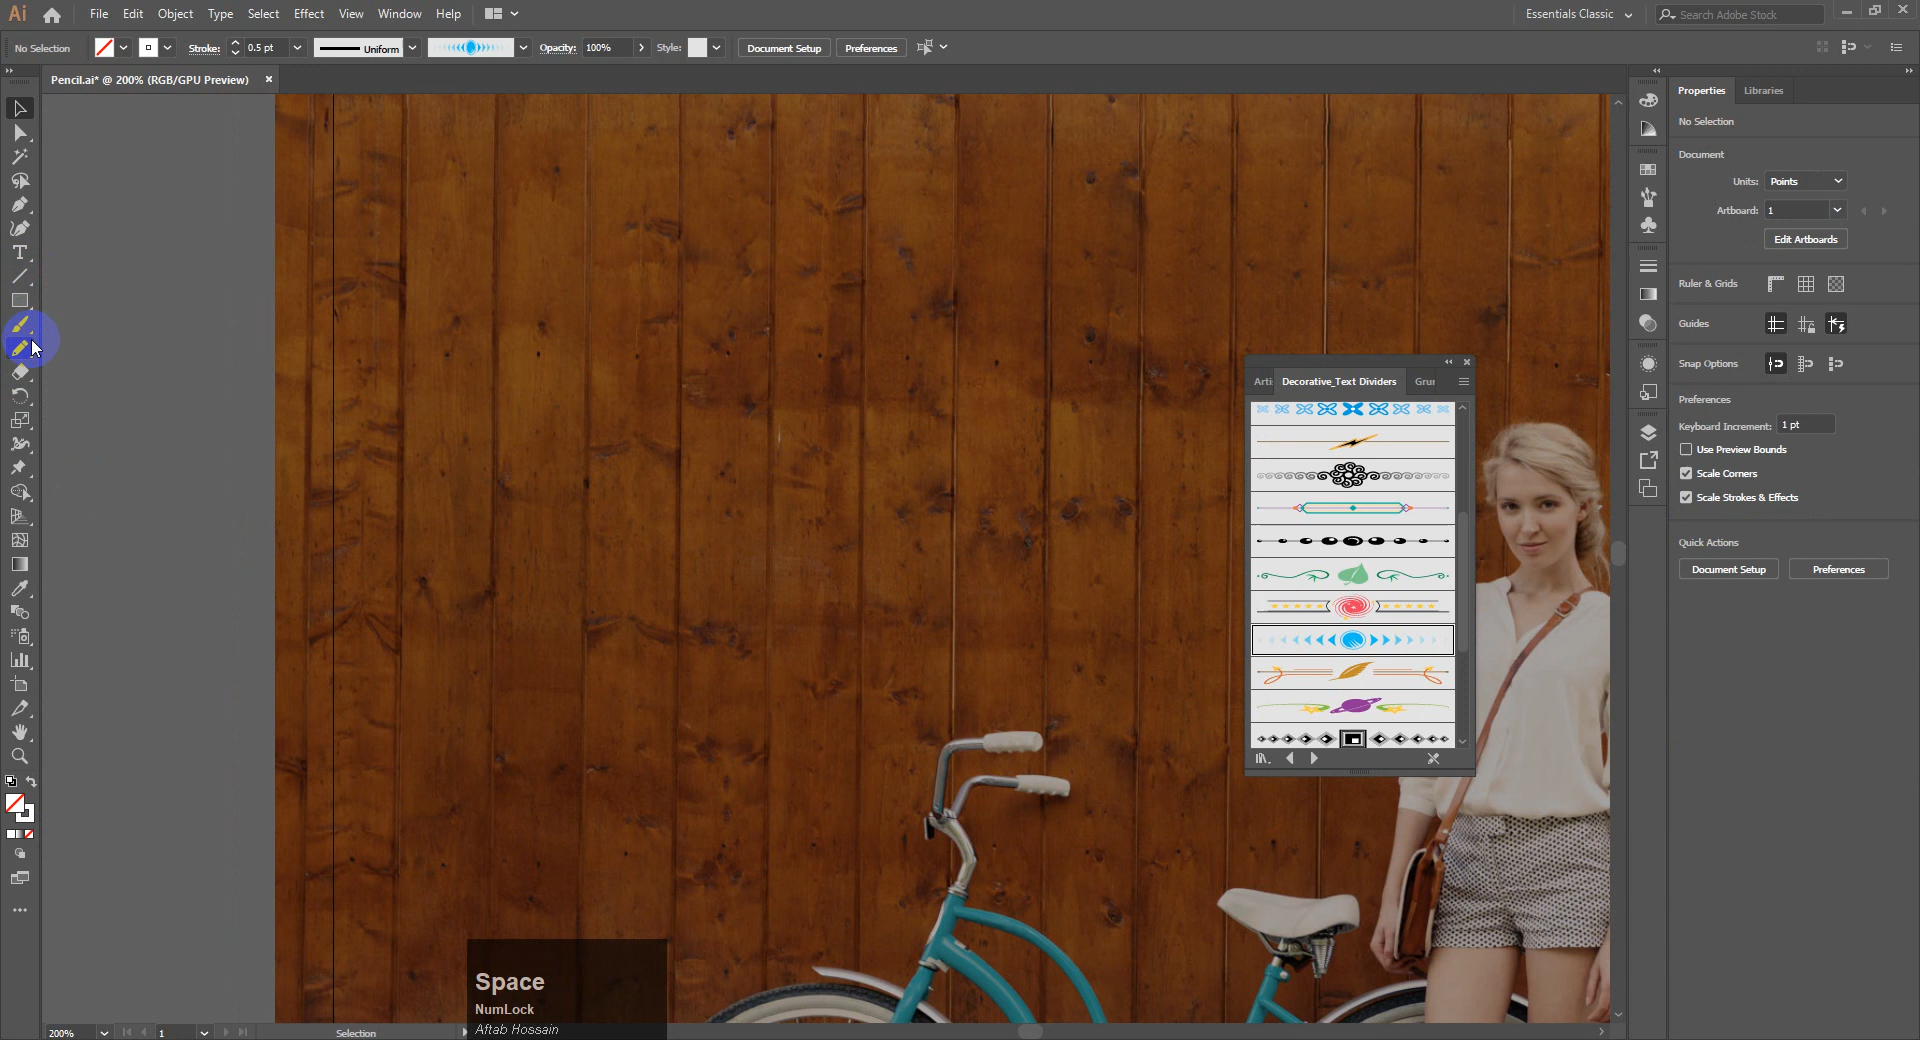 Ai File Edit Object Type Select Effect View Window Help Essentials Classic Search Adobe Stock
No Selection Stroke: 0.5 pt Uniform Opacity: 100% Style: Document Setup Preferences
Pencil.ai* @ 200% (RGB/GPU Preview)
Properties Libraries
No Selection
Document
Units: Points
Artboard: 1
Edit Artboards
Ruler & Grids
Guides
Snap Options
Preferences
Keyboard Increment: 1 pt
Use Preview Bounds
Scale Corners
Scale Strokes & Effects
Quick Actions
Document Setup Preferences
Arti Decorative_Text Dividers Grun
Space
NumLock
Aftab Hossain
200% 1 Selection